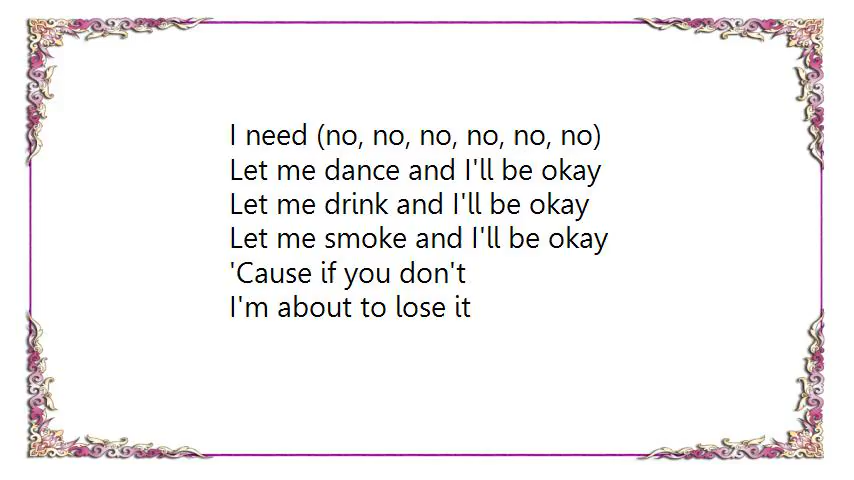 I need (no, no, no, no, no, no)
Let me dance and I'll be okay
Let me drink and I'll be okay
Let me smoke and I'll be okay
'Cause if you don't
I'm about to lose it